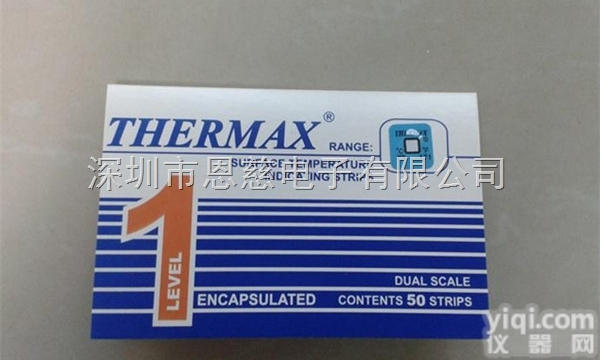 THERMAX®
RANGE:
THERMAX
SURFACE TEMPERATURE
INDICATING STRIPS
深圳市恩慈电子有限公司
1
LEVEL
ENCAPSULATED
DUAL SCALE
CONTENTS 50 STRIPS
yiqi.com
仪器网